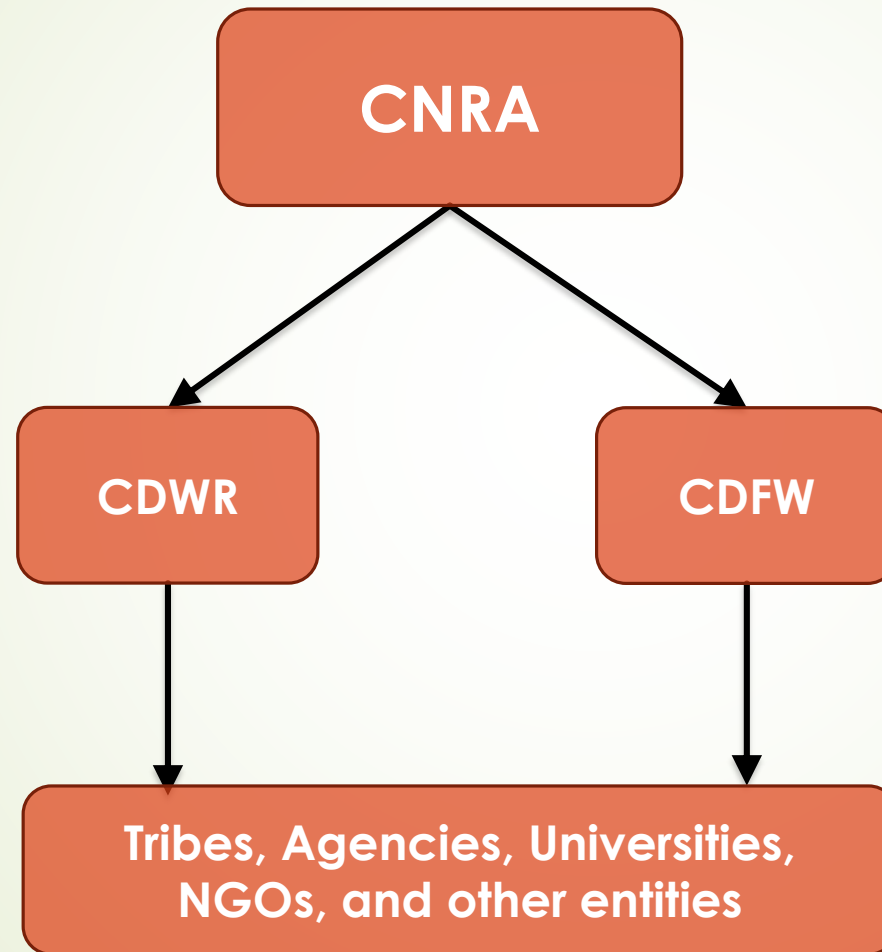 CNRA
CDWR
CDFW
Tribes, Agencies, Universities,
NGOs, and other entities